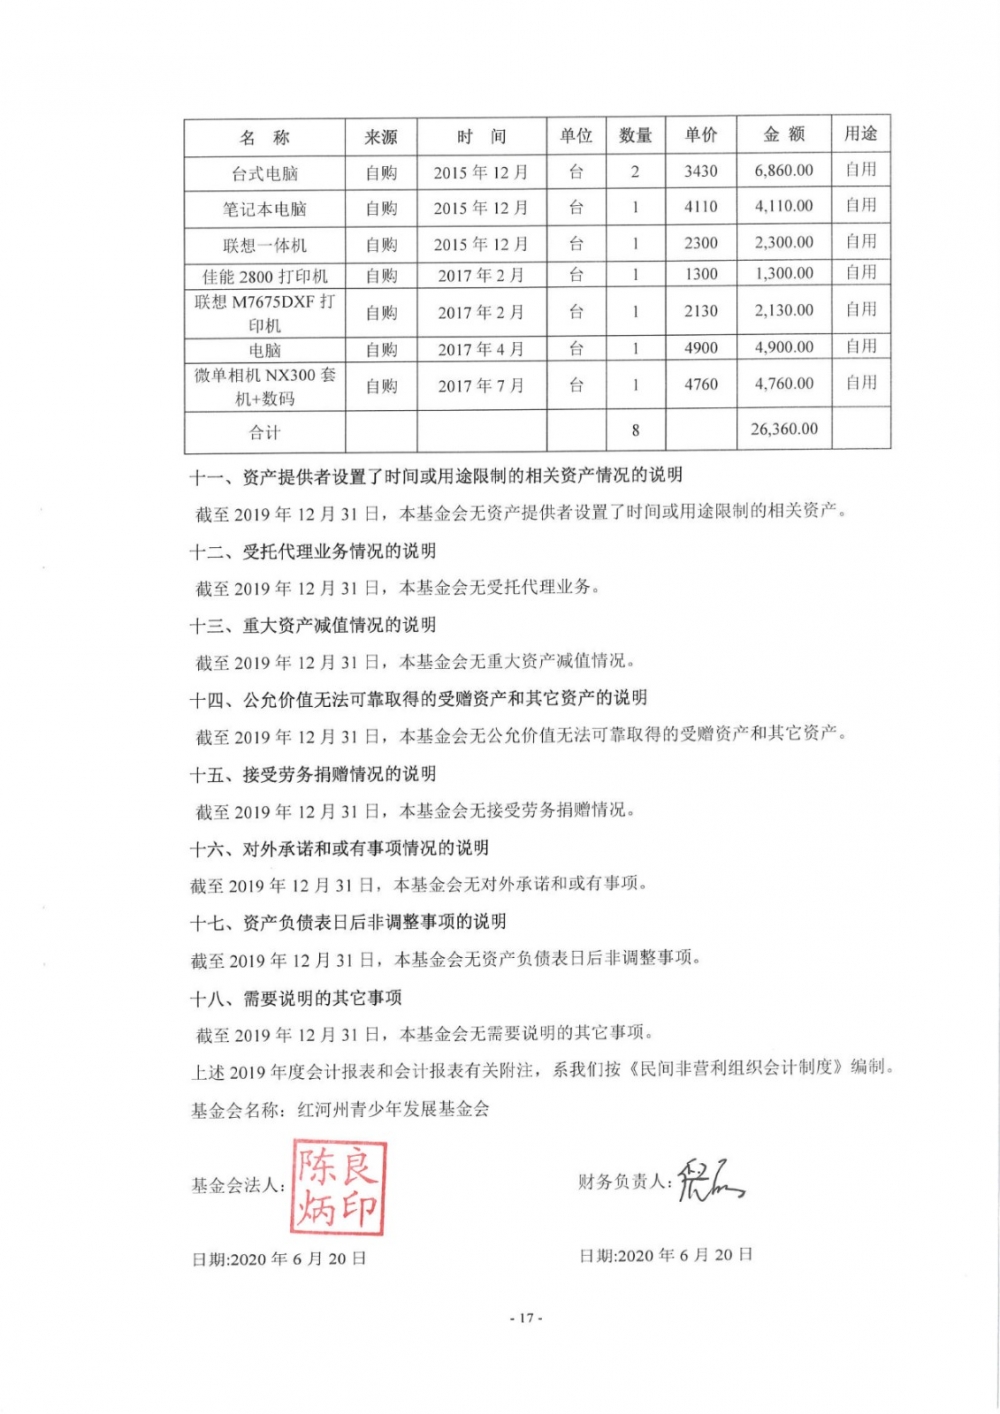 名 称 来源 时 间 单位 数量 单价 金 额 用途
台式电脑 自购 2015 年 12 月 台 2 3430 6,860.00 自用
笔记本电脑 自购 2015 年 12 月 台 1 4110 4,110.00 自用
联想一体机 自购 2015 年 12 月 台 1 2300 2,300.00 自用
佳能 2800 打印机 自购 2017 年 2 月 台 1 1300 1,300.00 自用
联想 M7675DXF 打
印机 自购 2017 年 2 月 台 1 2130 2,130.00 自用
电脑 自购 2017 年 4 月 台 1 4900 4,900.00 自用
微单相机 NX300 套
机+数码 自购 2017 年 7 月 台 1 4760 4,760.00 自用
合计 8 26,360.00
十一、资产提供者设置了时间或用途限制的相关资产情况的说明
截至 2019 年 12 月 31 日，本基金会无资产提供者设置了时间或用途限制的相关资产。
十二、受托代理业务情况的说明
截至 2019 年 12 月 31 日，本基金会无受托代理业务。
十三、重大资产减值情况的说明
截至 2019 年 12 月 31 日，本基金会无重大资产减值情况。
十四、公允价值无法可靠取得的受赠资产和其它资产的说明
截至 2019 年 12 月 31 日，本基金会无公允价值无法可靠取得的受赠资产和其它资产。
十五、接受劳务捐赠情况的说明
截至 2019 年 12 月 31 日，本基金会无接受劳务捐赠情况。
十六、对外承诺和或有事项情况的说明
截至 2019 年 12 月 31 日，本基金会无对外承诺和或有事项。
十七、资产负债表日后非调整事项的说明
截至 2019 年 12 月 31 日，本基金会无资产负债表日后非调整事项。
十八、需要说明的其它事项
截至 2019 年 12 月 31 日，本基金会无需要说明的其它事项。
上述 2019 年度会计报表和会计报表有关附注，系我们按《民间非营利组织会计制度》编制。
基金会名称：红河州青少年发展基金会
基金会法人：
陈良
炳印
财务负责人：
日期:2020 年 6 月 20 日
日期:2020 年 6 月 20 日
- 17 -